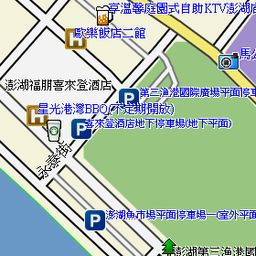 享溫馨庭園式自助KTV澎湖
歐樂飯店二館
馬公
澎湖福朋喜來登酒店
第三漁港國際廣場平面停車
星光港灣BBQ(不定期開放)
喜來登酒店地下停車場(地下平面)
澎湖魚市場平面停車場一(室外平面
澎湖第三漁港